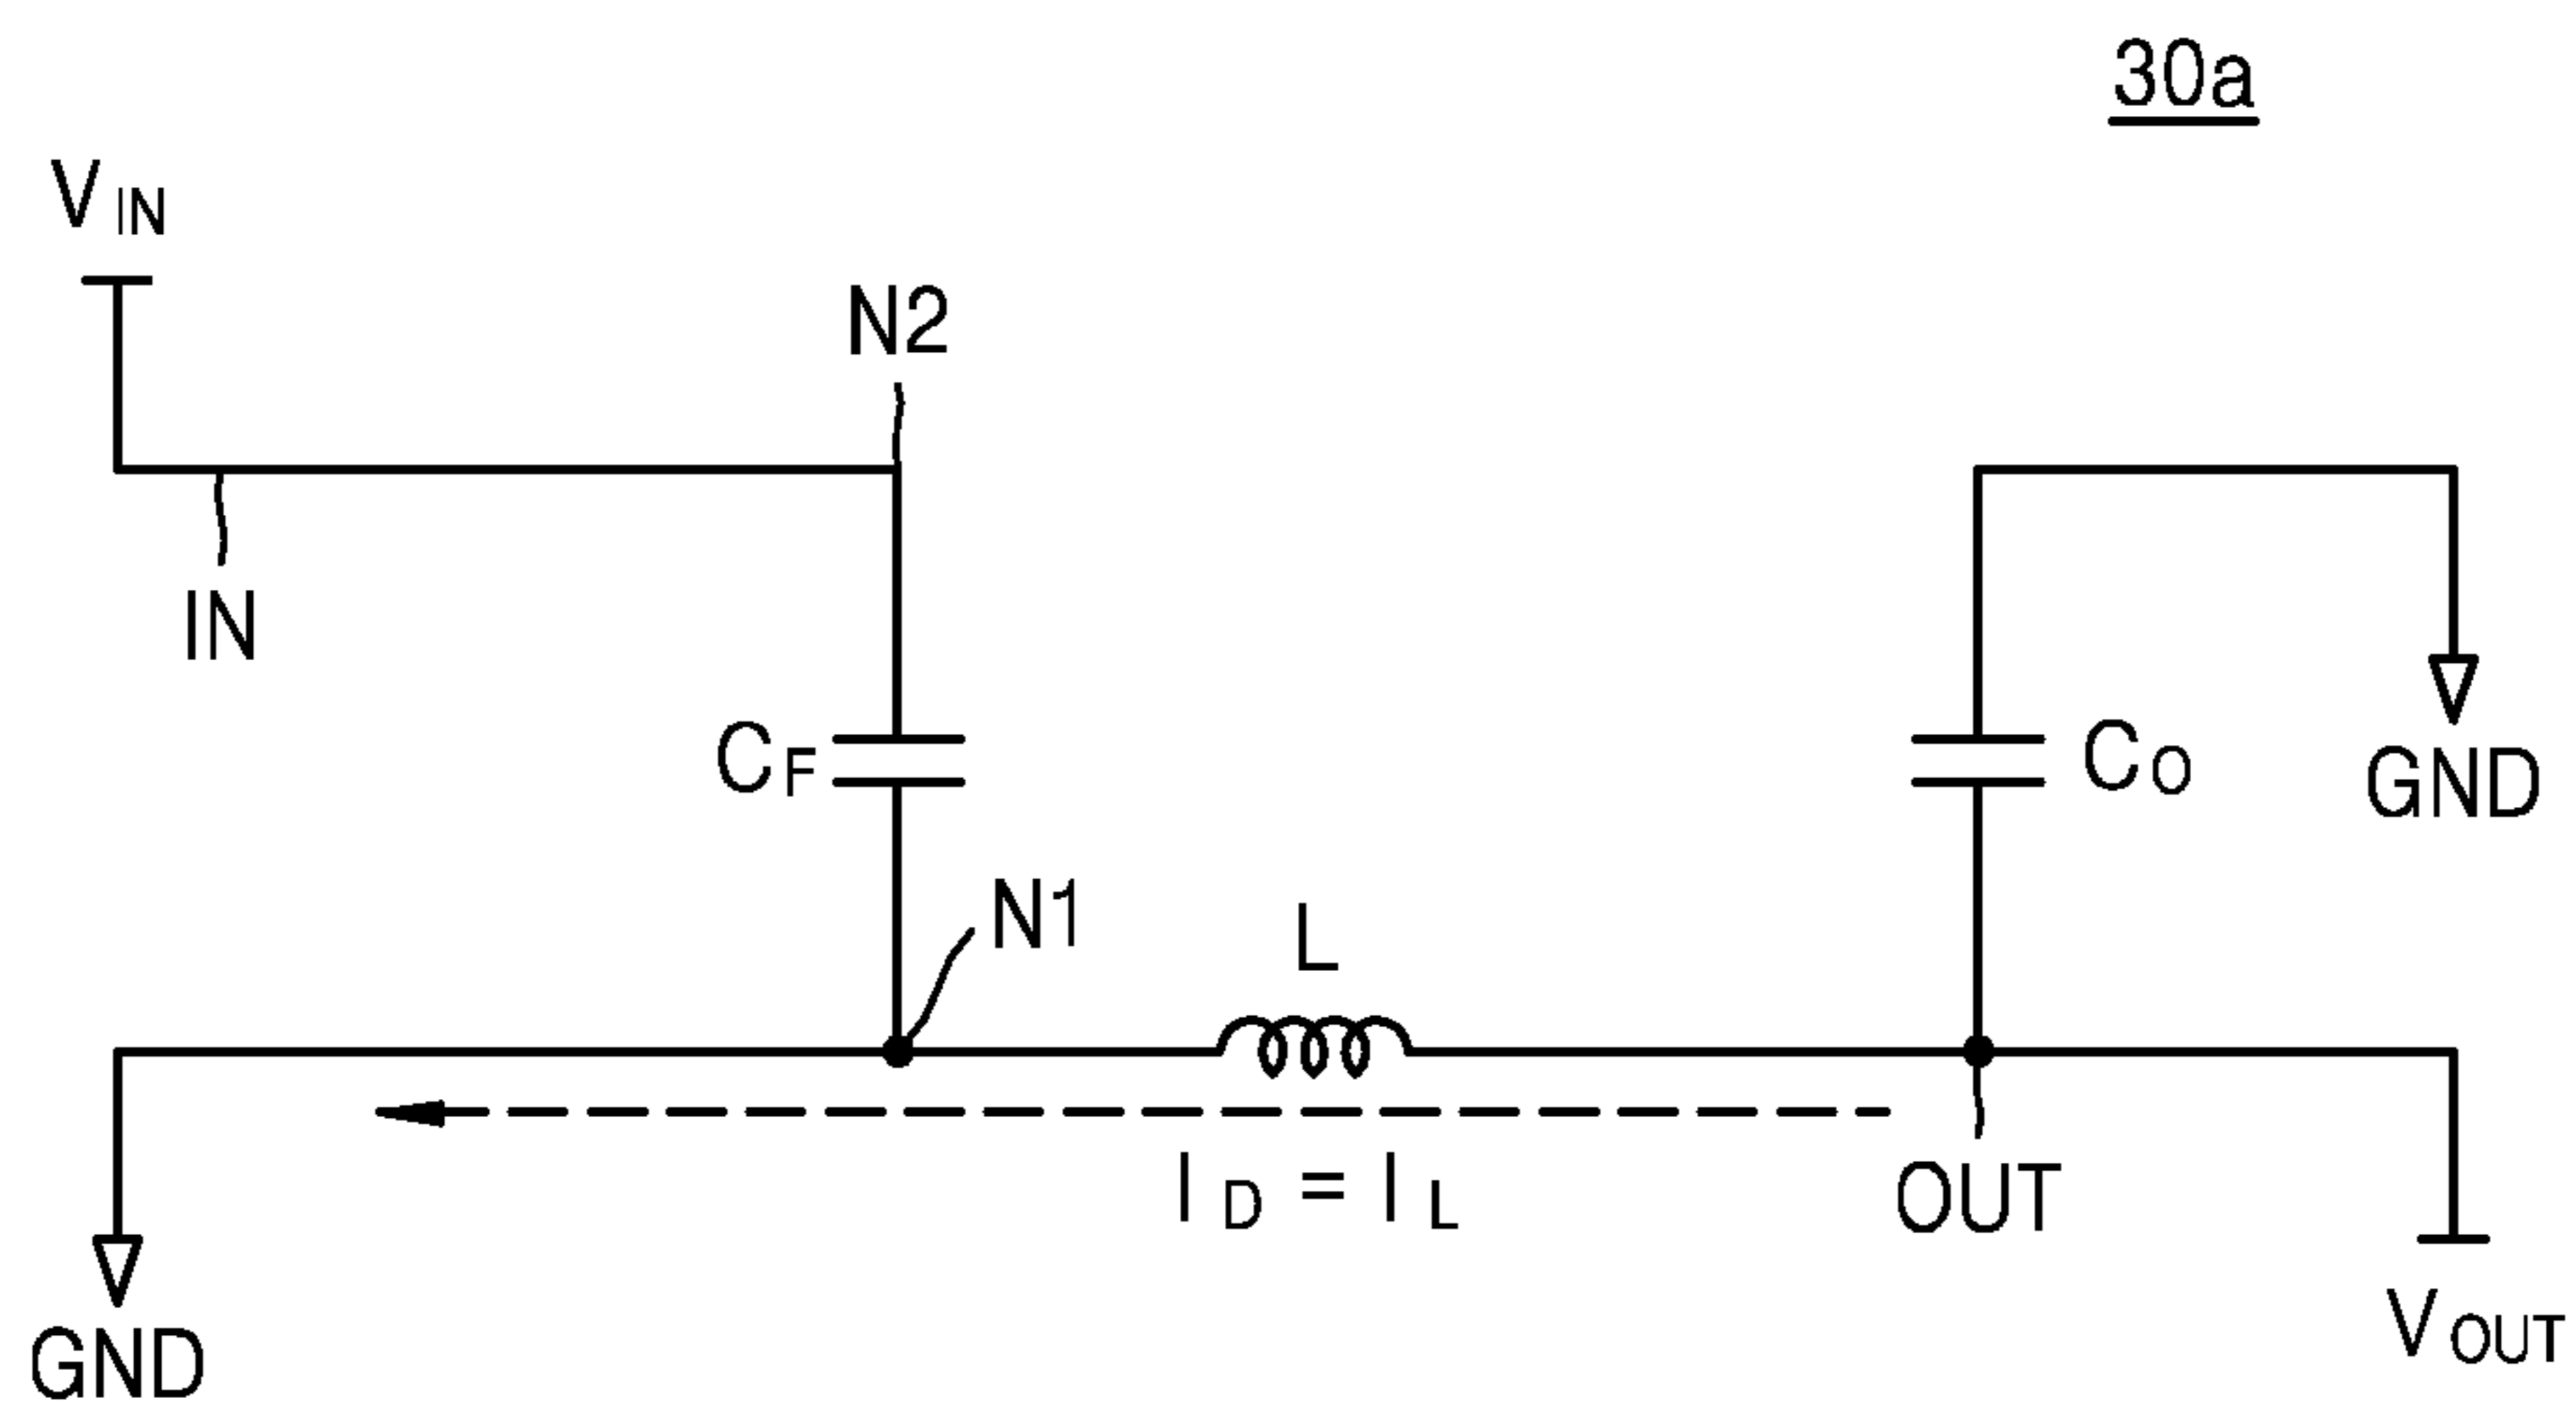 30a
VIN
N2
IN
CF
CO
GND
N1
L
ID = IL
OUT
GND
VOUT